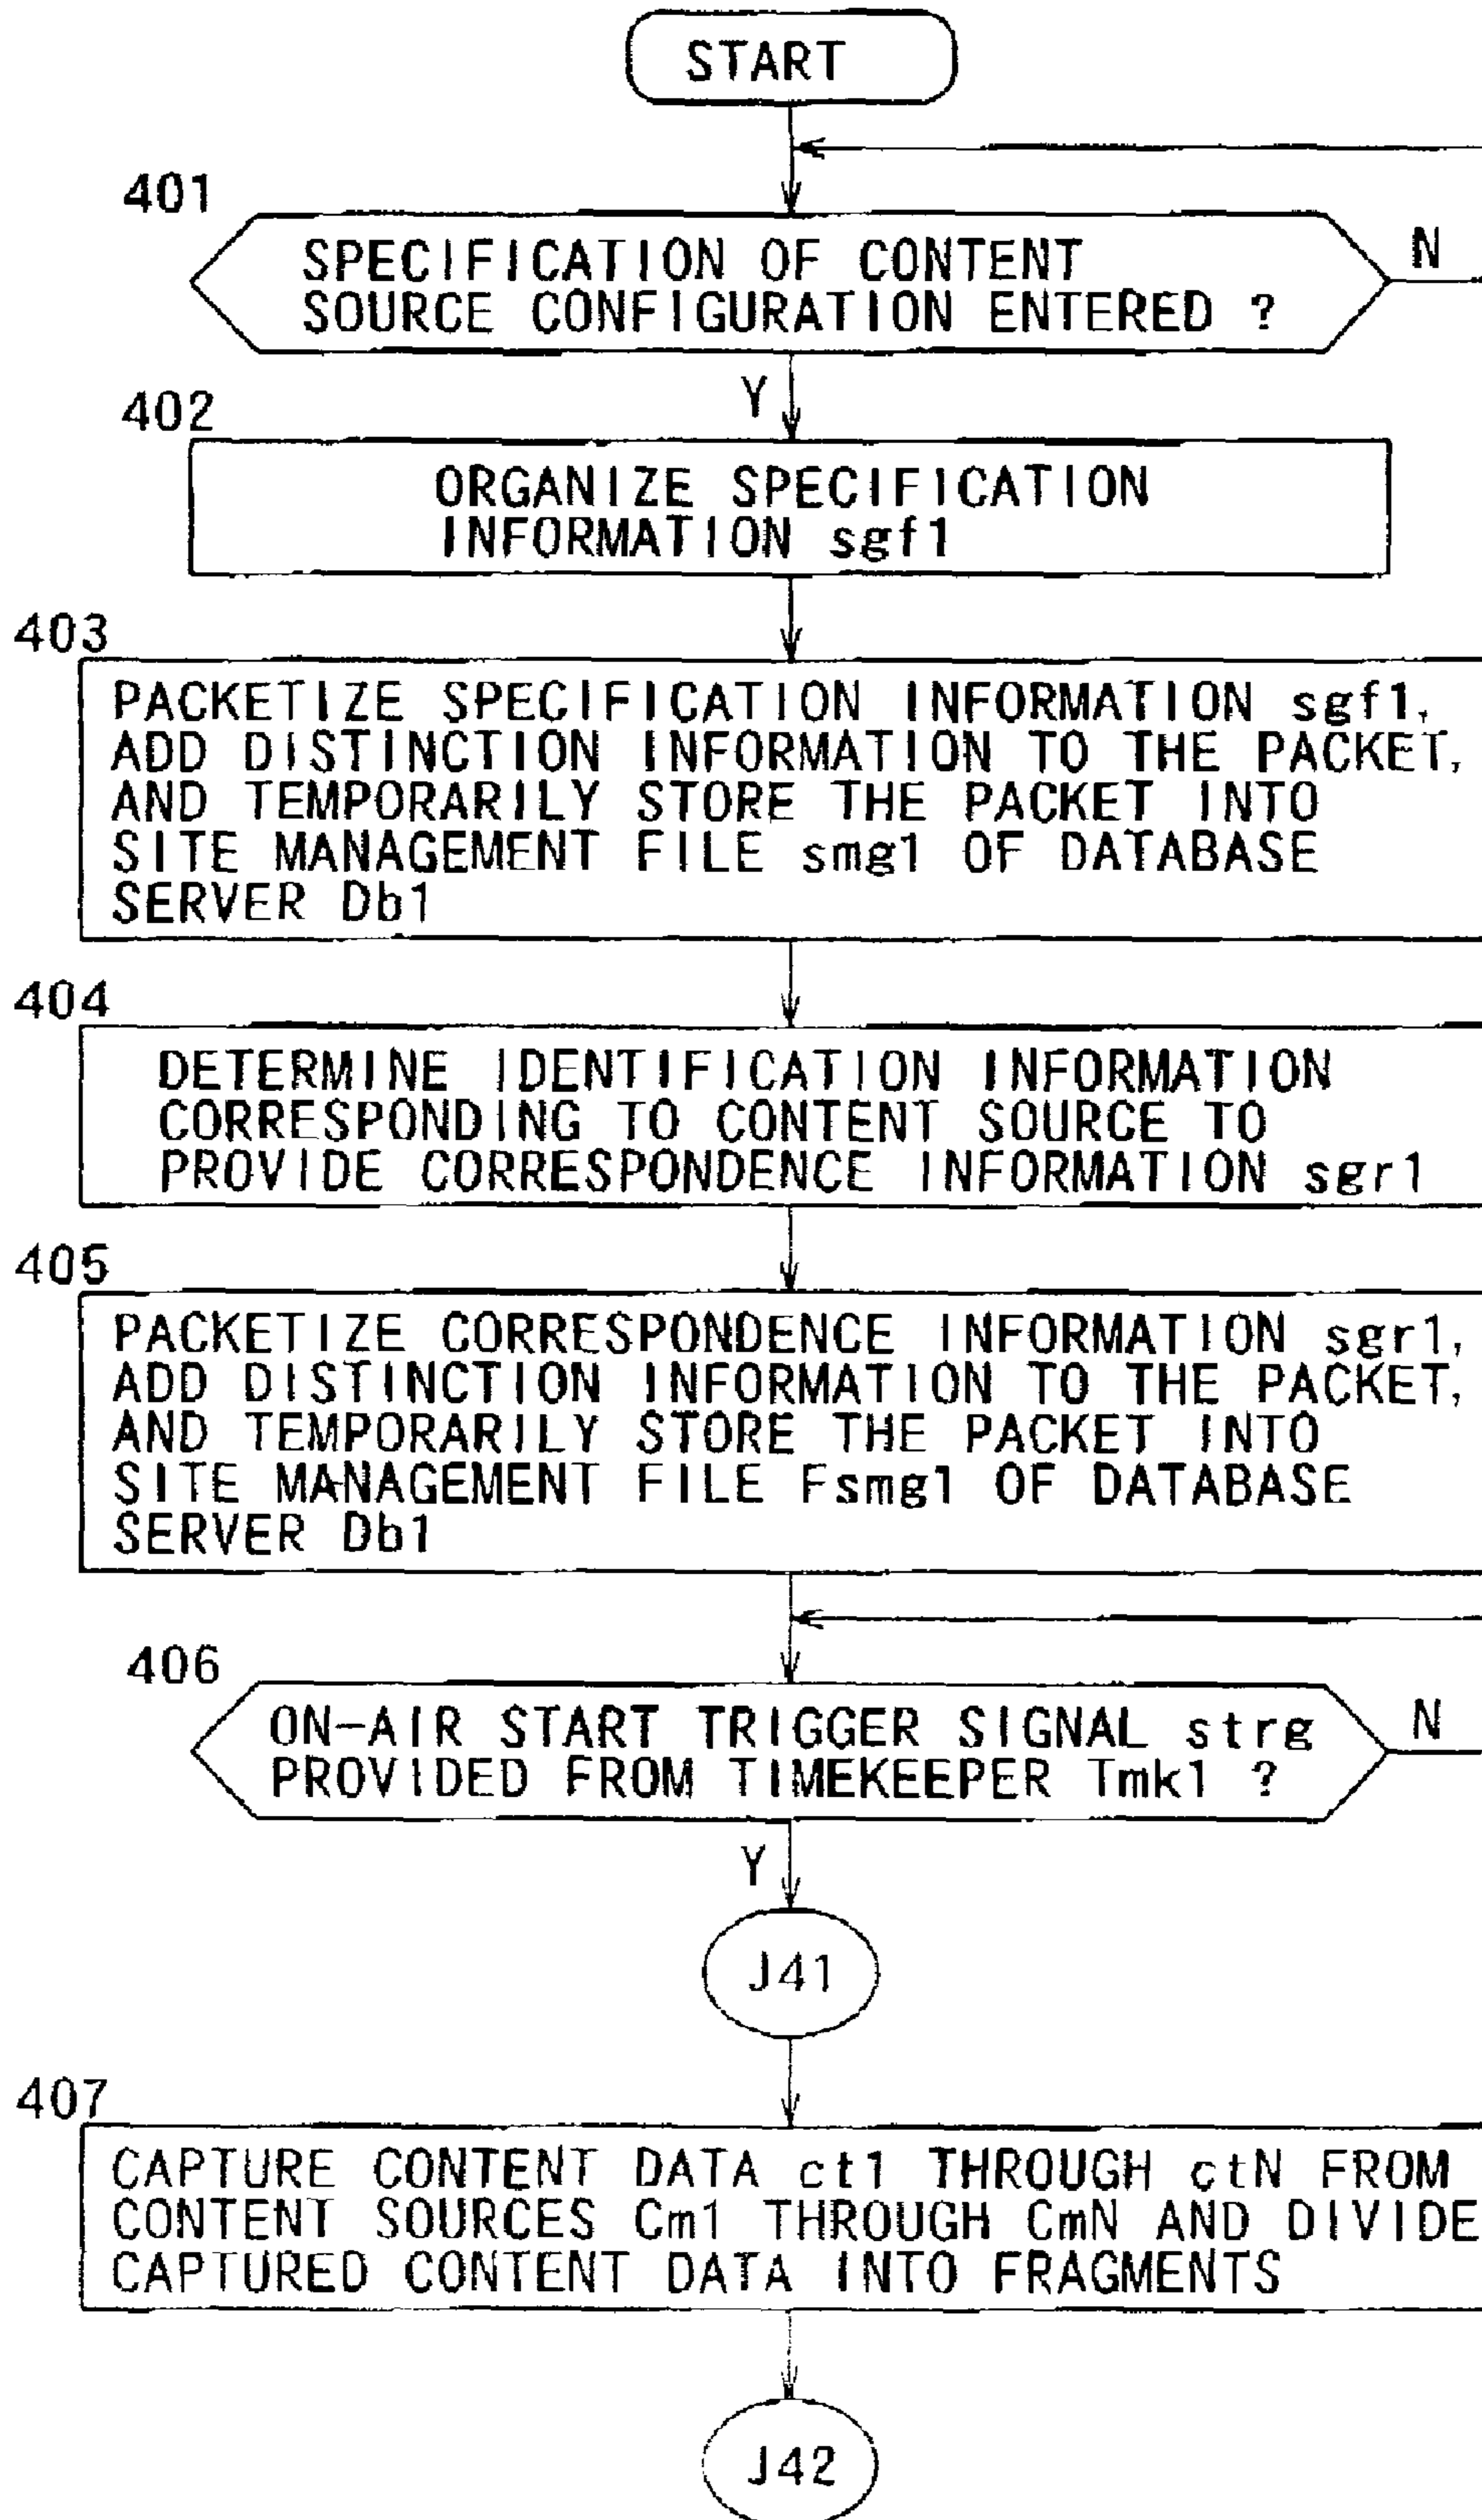 START
401
SPECIFICATION OF CONTENT
SOURCE CONFIGURATION ENTERED ?
N
Y
402
ORGANIZE SPECIFICATION
INFORMATION sgf1
403
PACKETIZE SPECIFICATION INFORMATION sgf1,
ADD DISTINCTION INFORMATION TO THE PACKET,
AND TEMPORARILY STORE THE PACKET INTO
SITE MANAGEMENT FILE smg1 OF DATABASE
SERVER Db1
404
DETERMINE IDENTIFICATION INFORMATION
CORRESPONDING TO CONTENT SOURCE TO
PROVIDE CORRESPONDENCE INFORMATION sgr1
405
PACKETIZE CORRESPONDENCE INFORMATION sgr1,
ADD DISTINCTION INFORMATION TO THE PACKET,
AND TEMPORARILY STORE THE PACKET INTO
SITE MANAGEMENT FILE Fsmg1 OF DATABASE
SERVER Db1
406
ON-AIR START TRIGGER SIGNAL strg
PROVIDED FROM TIMEKEEPER Tmk1 ?
N
Y
J41
407
CAPTURE CONTENT DATA ct1 THROUGH ctN FROM
CONTENT SOURCES Cm1 THROUGH CmN AND DIVIDE
CAPTURED CONTENT DATA INTO FRAGMENTS
J42